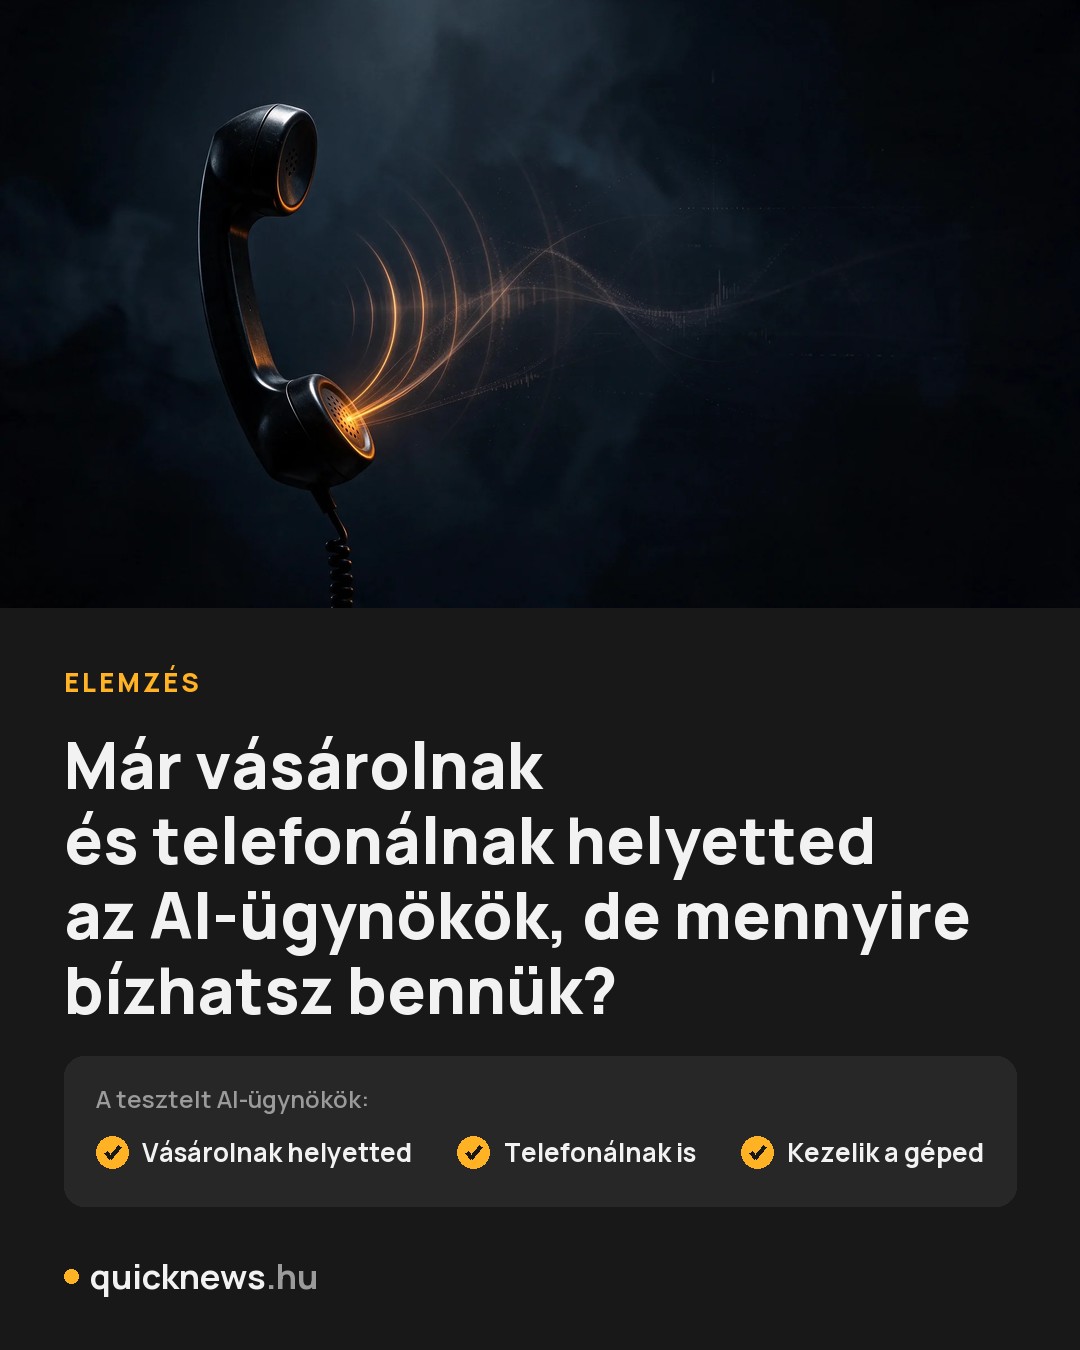 ELEMZÉS
Már vásárolnak
és telefonálnak helyetted
az AI-ügynökök, de mennyire
bízhatsz bennük?
A tesztelt AI-ügynökök:
Vásárolnak helyetted Telefonálnak is Kezelik a géped
quicknews.hu